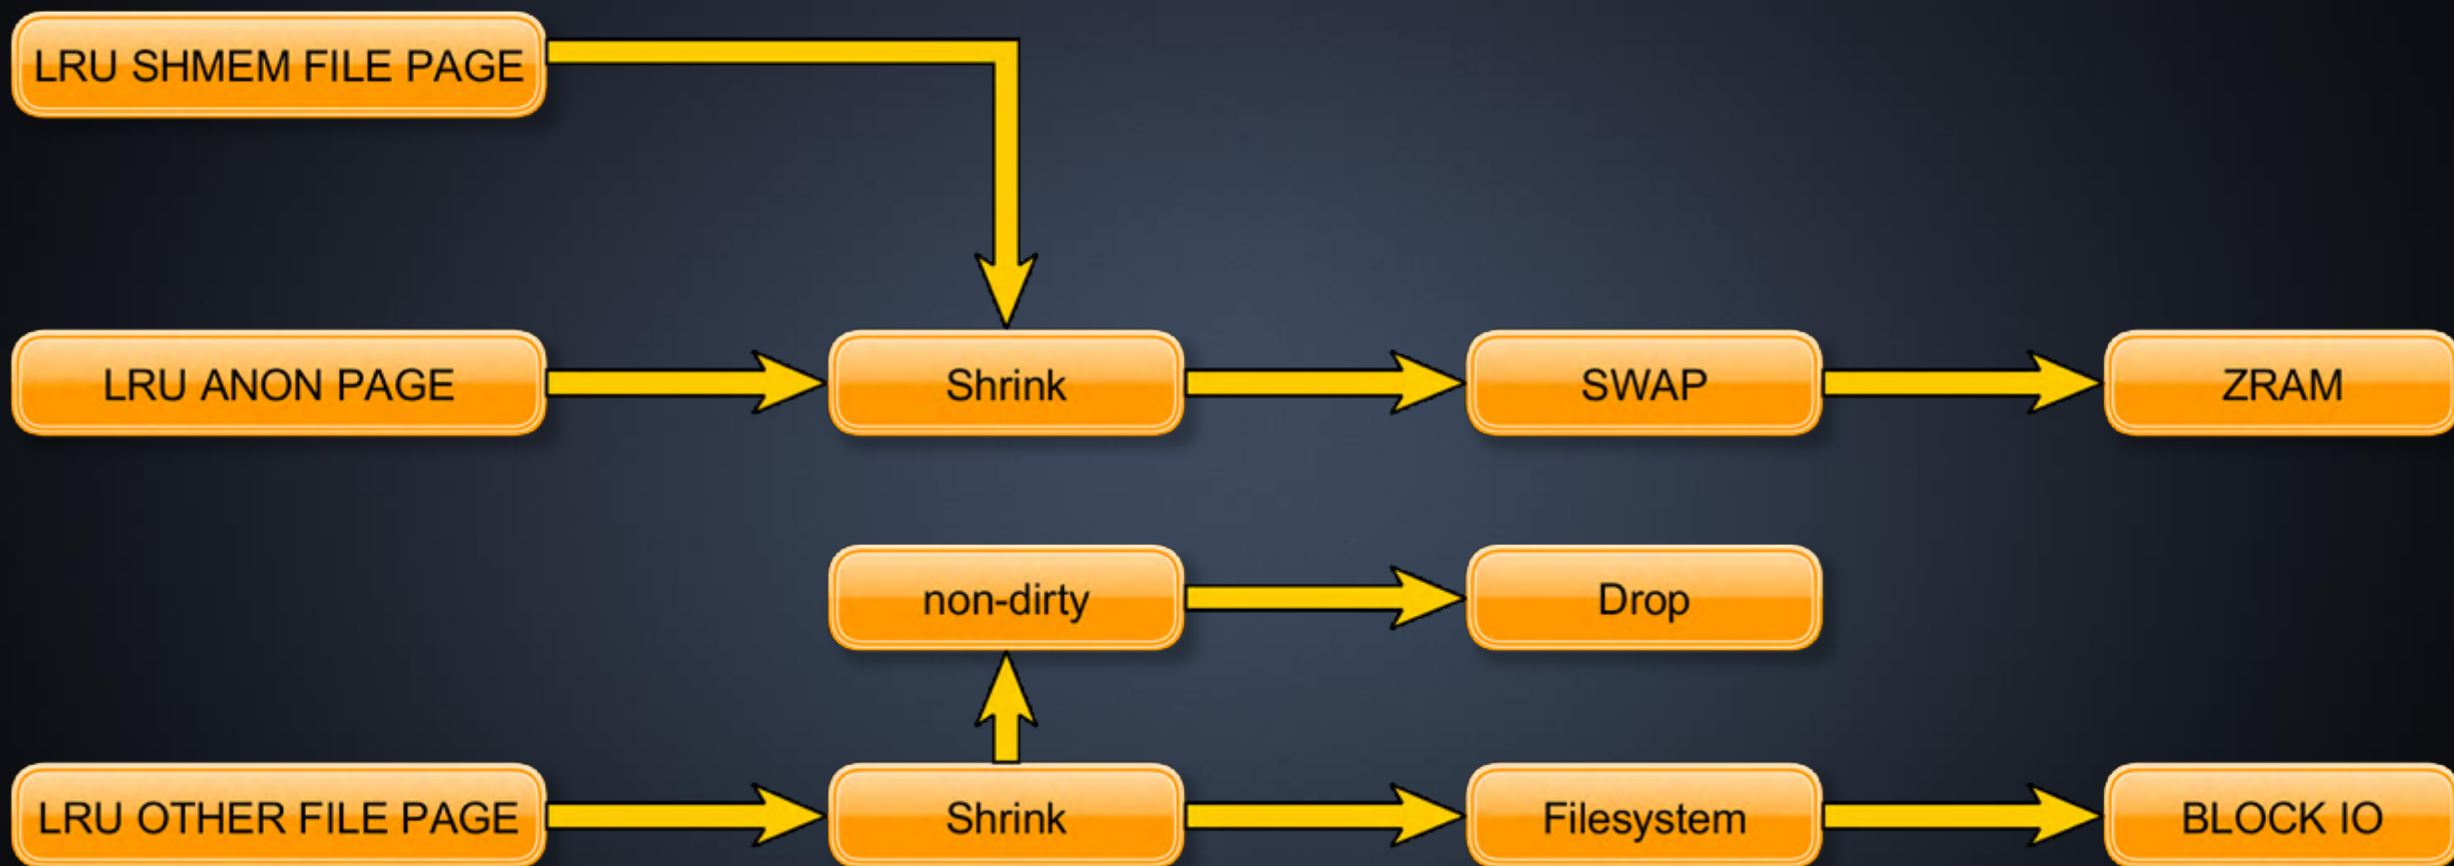 LRU SHMEM FILE PAGE
LRU ANON PAGE
Shrink
SWAP
ZRAM
non-dirty
Drop
LRU OTHER FILE PAGE
Shrink
Filesystem
BLOCK IO